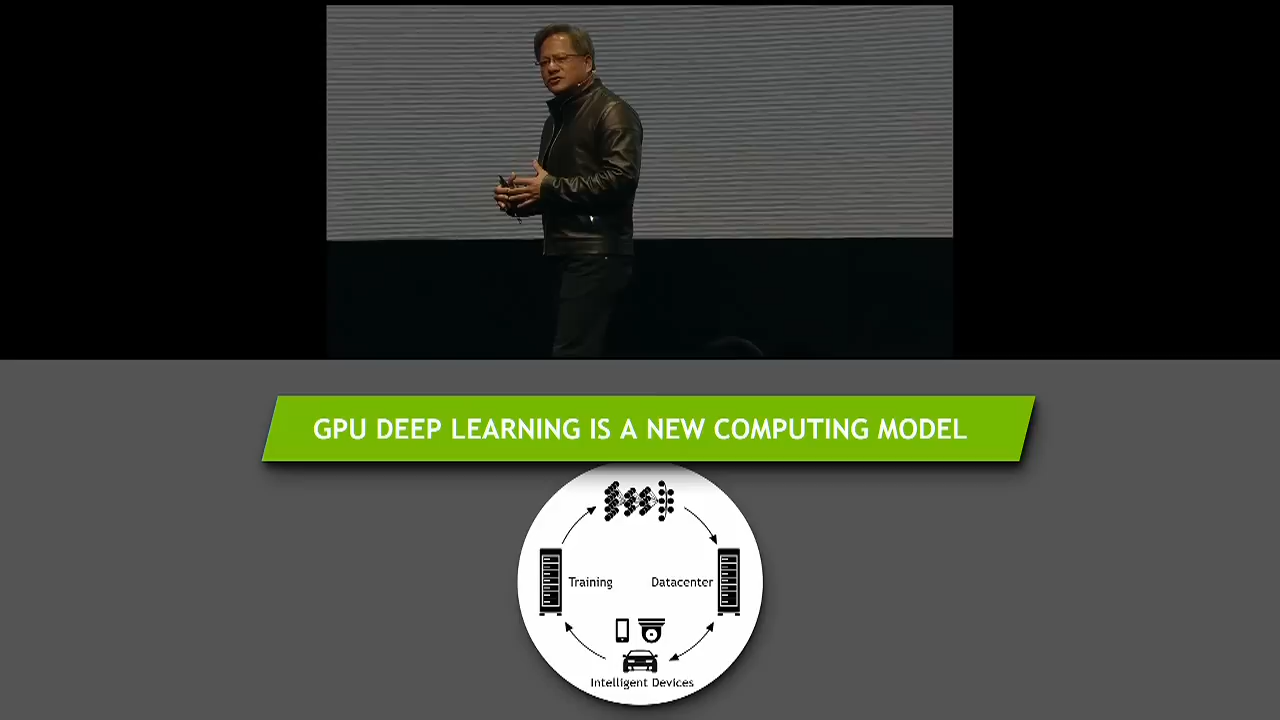 GPU DEEP LEARNING IS A NEW COMPUTING MODEL
Training
Datacenter
Intelligent Devices